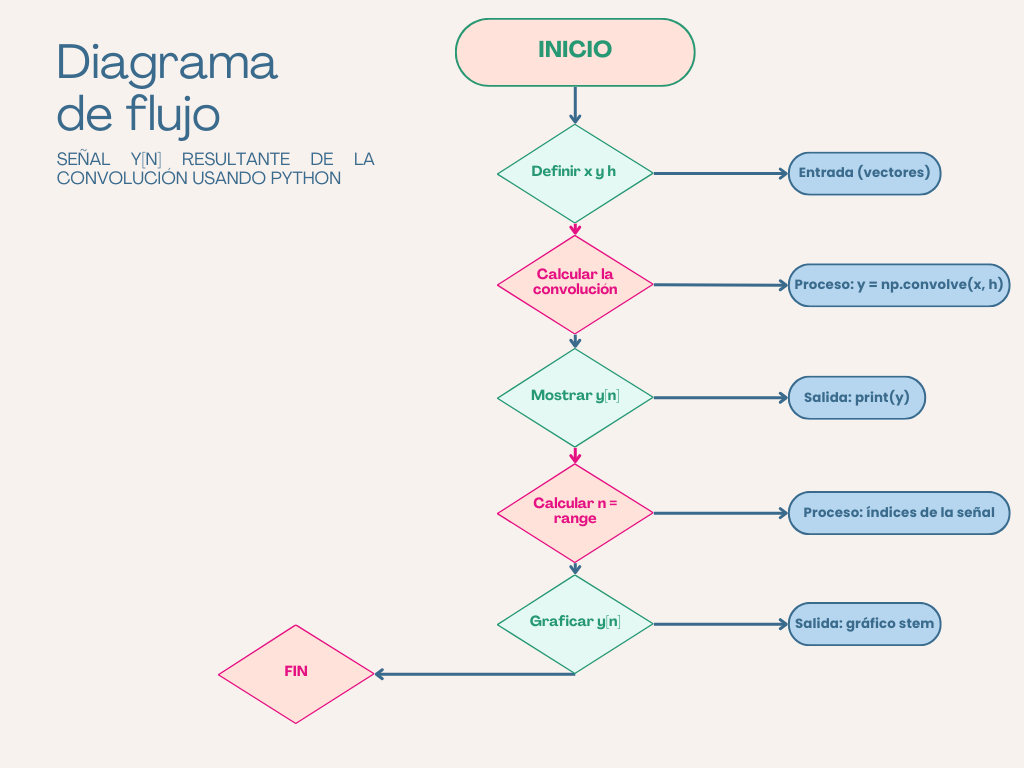 Diagrama
de flujo
SEÑAL Y[N] RESULTANTE DE LA
CONVOLUCIÓN USANDO PYTHON
INICIO
Definir x y h
Entrada (vectores)
Calcular la
convolución
Proceso: y = np.convolve(x, h)
Mostrar y[n]
Salida: print(y)
Calcular n =
range
Proceso: índices de la señal
Graficar y[n]
Salida: gráfico stem
FIN